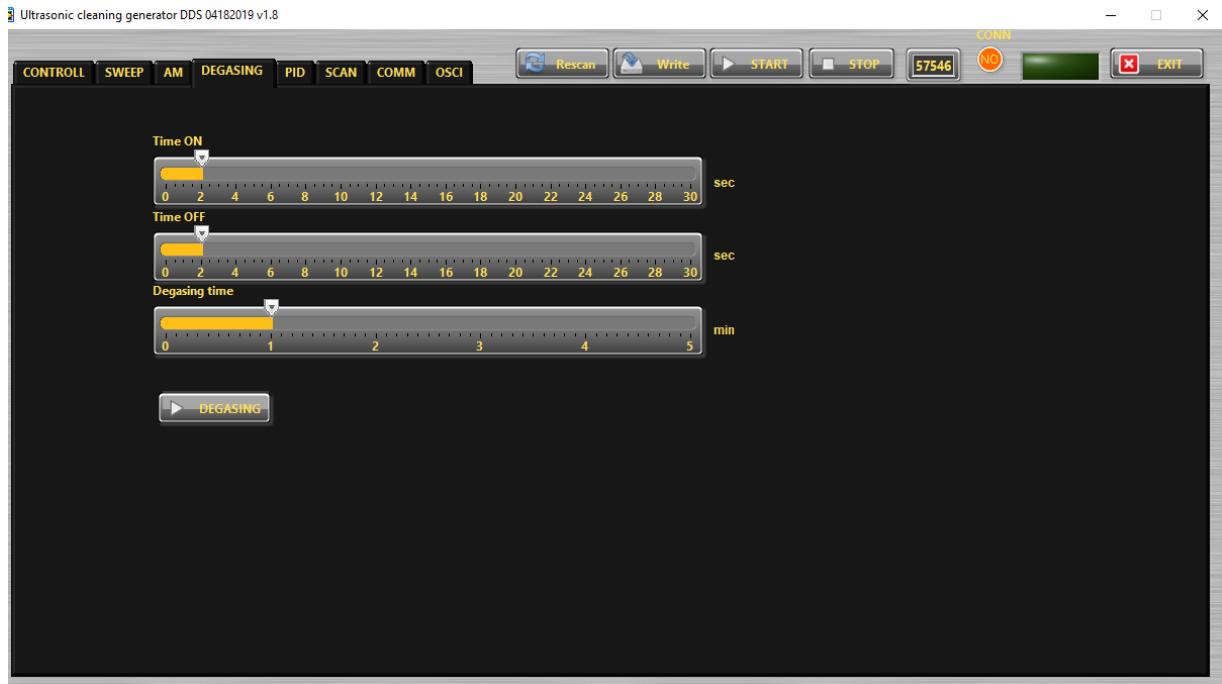 Ultrasonic cleaning generator DDS 04182019 v1.8
CONN
CONTROLL SWEEP AM DEGASING PID SCAN COMM OSCI Rescan Write START STOP 57546 NO EXIT
Time ON
0 2 4 6 8 10 12 14 16 18 20 22 24 26 28 30 sec
Time OFF
0 2 4 6 8 10 12 14 16 18 20 22 24 26 28 30 sec
Degasing time
0 1 2 3 4 5 min
DEGASING